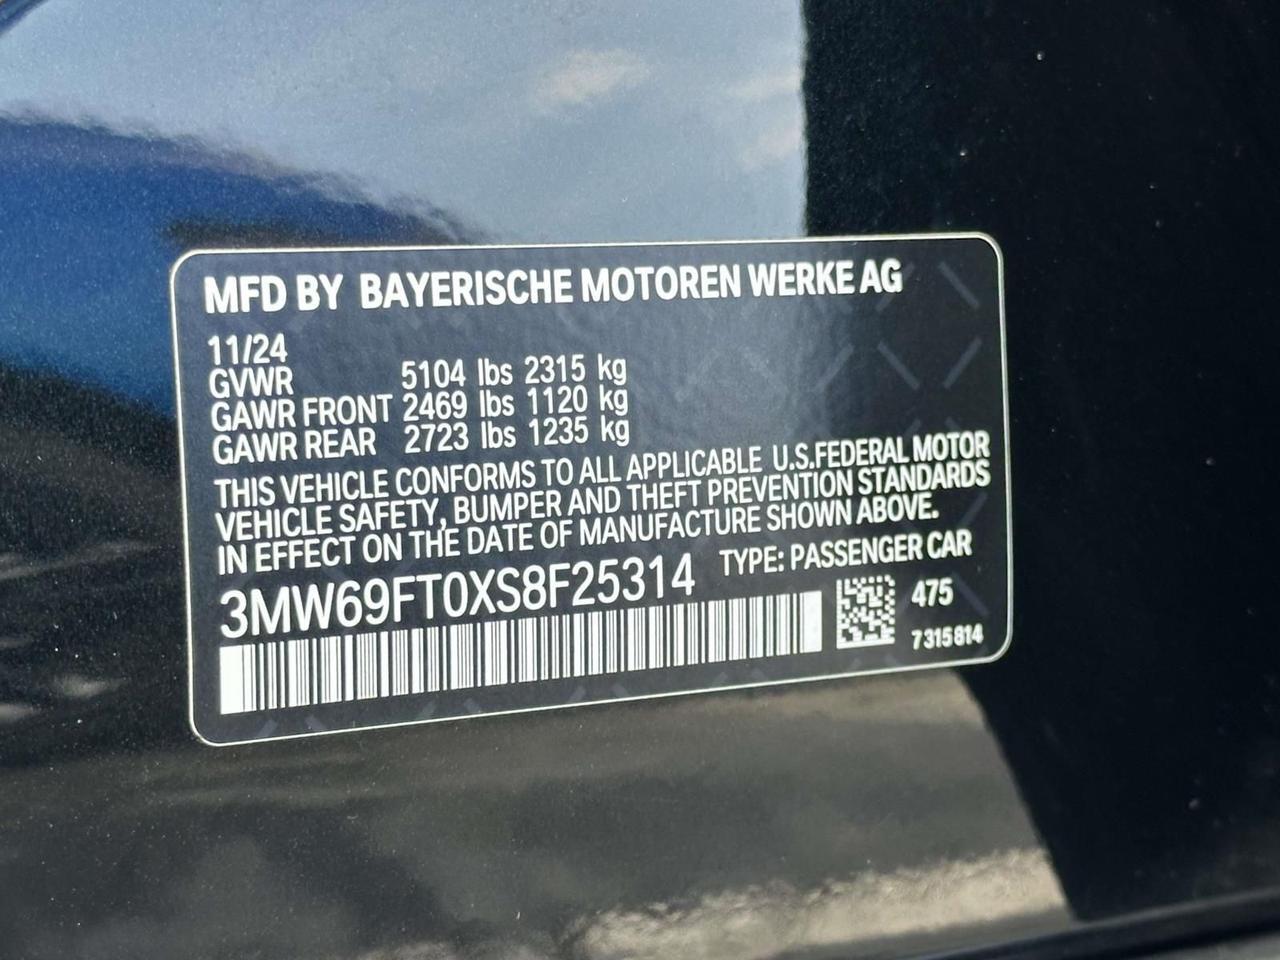 MFD BY BAYERISCHE MOTOREN WERKE AG
11/24
GVWR 5104 lbs 2315 kg
GAWR FRONT 2469 lbs 1120 kg
GAWR REAR 2723 lbs 1235 kg
THIS VEHICLE CONFORMS TO ALL APPLICABLE U.S.FEDERAL MOTOR
VEHICLE SAFETY, BUMPER AND THEFT PREVENTION STANDARDS
IN EFFECT ON THE DATE OF MANUFACTURE SHOWN ABOVE.
3MW69FT0XS8F25314 TYPE: PASSENGER CAR
475
7315814